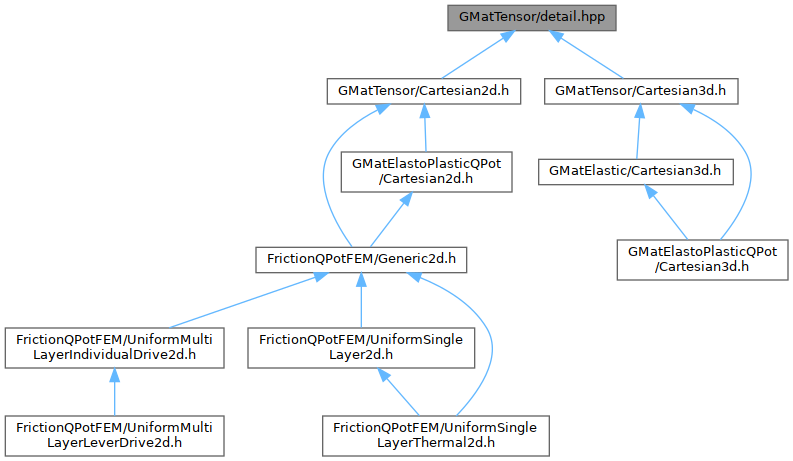 GMatTensor/detail.hpp
GMatTensor/Cartesian2d.h
GMatTensor/Cartesian3d.h
GMatElastoPlasticQPot
/Cartesian2d.h
GMatElastic/Cartesian3d.h
FrictionQPotFEM/Generic2d.h
GMatElastoPlasticQPot
/Cartesian3d.h
FrictionQPotFEM/UniformMulti
LayerIndividualDrive2d.h
FrictionQPotFEM/UniformSingle
Layer2d.h
FrictionQPotFEM/UniformMulti
LayerLeverDrive2d.h
FrictionQPotFEM/UniformSingle
LayerThermal2d.h